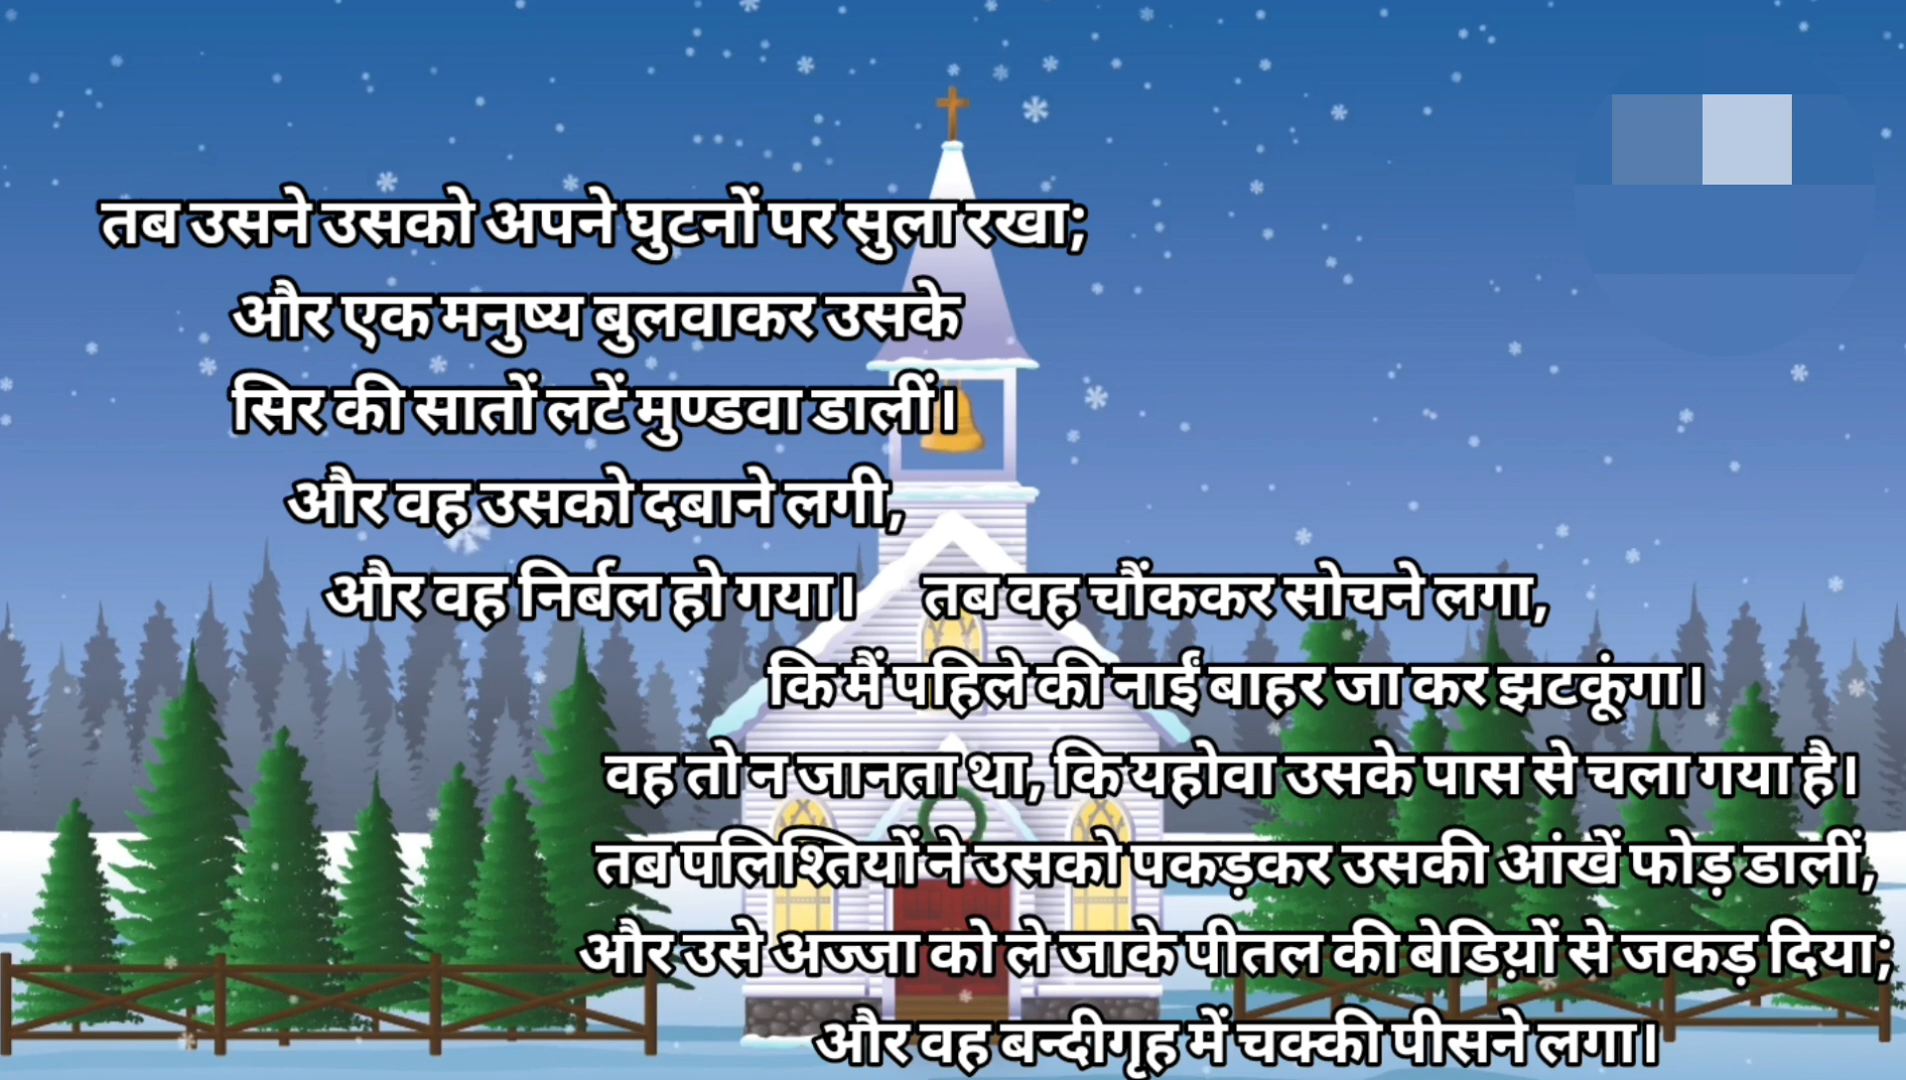 तब उसने उसको अपने घुटनों पर सुला रखा;
और एक मनुष्य बुलवाकर उसके
सिर की सातों लटें मुण्डवा डालीं।
और वह उसको दबाने लगी,
और वह निर्बल हो गया।
तब वह चौंककर सोचने लगा,
कि मैं पहिले की नाईं बाहर जा कर झटकूंगा।
वह तो न जानता था, कि यहोवा उसके पास से चला गया है।
तब पलिश्तियों ने उसको पकड़कर उसकी आंखें फोड़ डालीं,
और उसे अज्जा को ले जाके पीतल की बेडिय़ों से जकड़ दिया;
और वह बन्दीगृह में चक्की पीसने लगा।